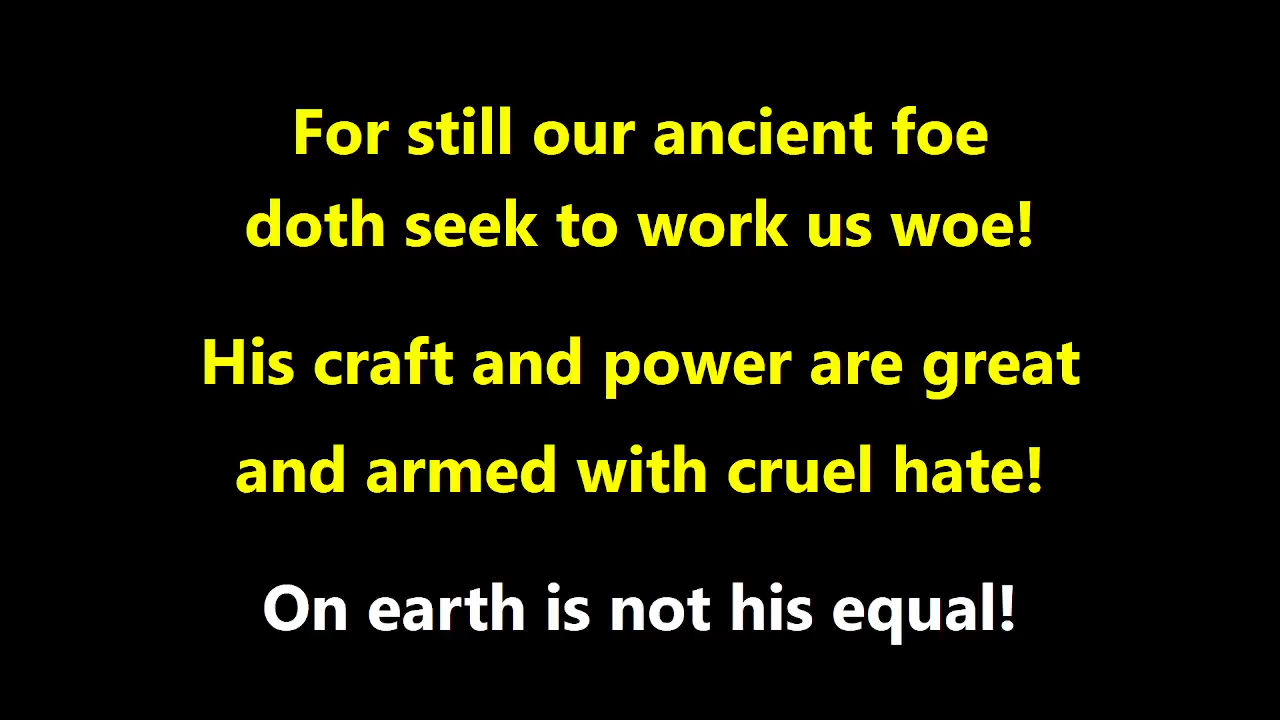 For still our ancient foe
doth seek to work us woe!
His craft and power are great
and armed with cruel hate!
On earth is not his equal!